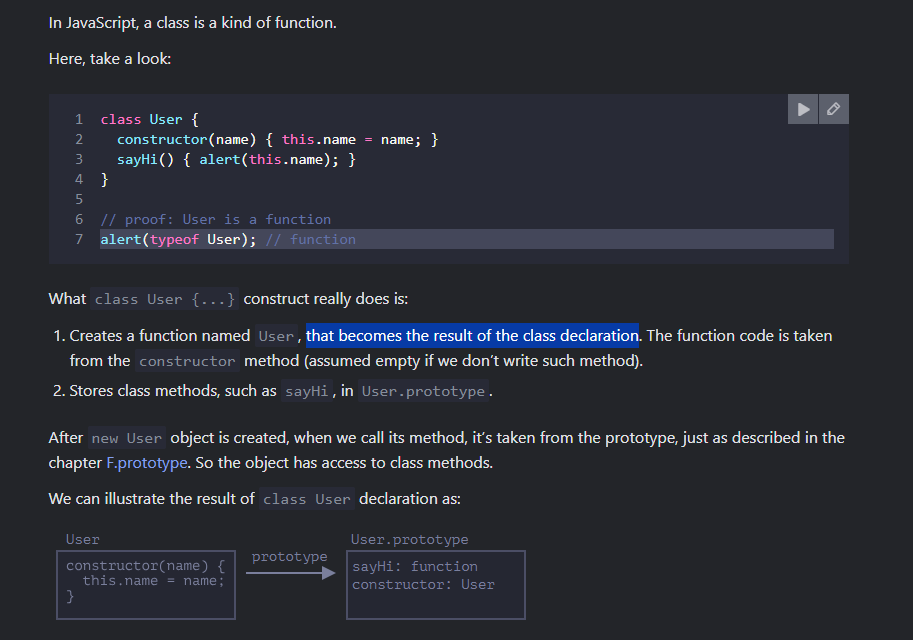 In JavaScript, a class is a kind of function.
Here, take a look:
1 class User {
2   constructor(name) { this.name = name; }
3   sayHi() { alert(this.name); }
4 }
5
6 // proof: User is a function
7 alert(typeof User); // function
What class User {...} construct really does is:
1. Creates a function named User, that becomes the result of the class declaration. The function code is taken
from the constructor method (assumed empty if we don’t write such method).
2. Stores class methods, such as sayHi, in User.prototype.
After new User object is created, when we call its method, it’s taken from the prototype, just as described in the
chapter F.prototype. So the object has access to class methods.
We can illustrate the result of class User declaration as:
User
constructor(name) {
  this.name = name;
}
prototype
User.prototype
sayHi: function
constructor: User